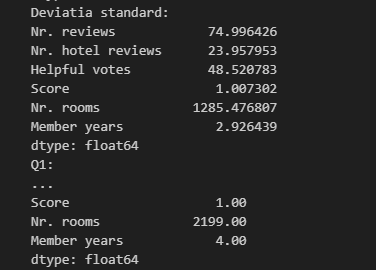 Deviatia standard:
Nr. reviews 74.996426
Nr. hotel reviews 23.957953
Helpful votes 48.520783
Score 1.007302
Nr. rooms 1285.476807
Member years 2.926439
dtype: float64
Q1:
...
Score 1.00
Nr. rooms 2199.00
Member years 4.00
dtype: float64